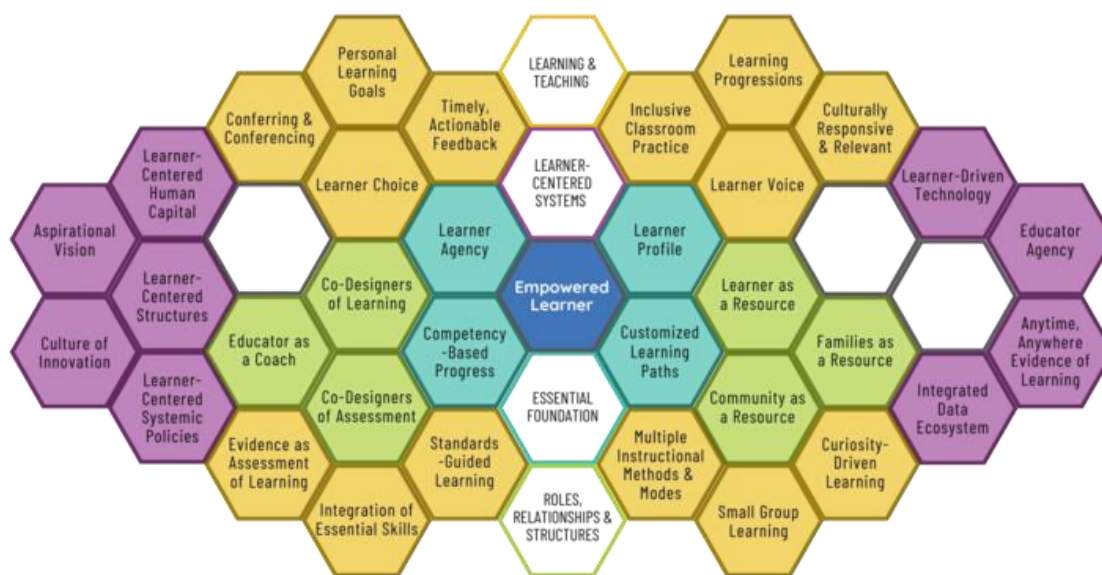 Personal
Learning
Goals
LEARNING &
TEACHING
Learning
Progressions
Conferring &
Conferencing
Timely,
Actionable
Feedback
Inclusive
Classroom
Practice
Culturally
Responsive
& Relevant
Learner-
Centered
Human
Capital
Learner Choice
LEARNER-
CENTERED
SYSTEMS
Learner Voice
Learner-Driven
Technology
Aspirational
Vision
Learner
Agency
Learner
Profile
Educator
Agency
Learner-
Centered
Structures
Co-Designers
of Learning
Empowered
Learner
Learner as
a Resource
Culture of
Innovation
Educator as
a Coach
Competency
-Based
Progress
Customized
Learning
Paths
Families as
a Resource
Anytime,
Anywhere
Evidence of
Learning
Learner-
Centered
Systemic
Policies
Co-Designers
of Assessment
ESSENTIAL
FOUNDATION
Community as
a Resource
Integrated
Data
Ecosystem
Evidence as
Assessment
of Learning
Standards
-Guided
Learning
Multiple
Instructional
Methods &
Modes
Curiosity-
Driven
Learning
Integration of
Essential Skills
ROLES,
RELATIONSHIPS &
STRUCTURES
Small Group
Learning